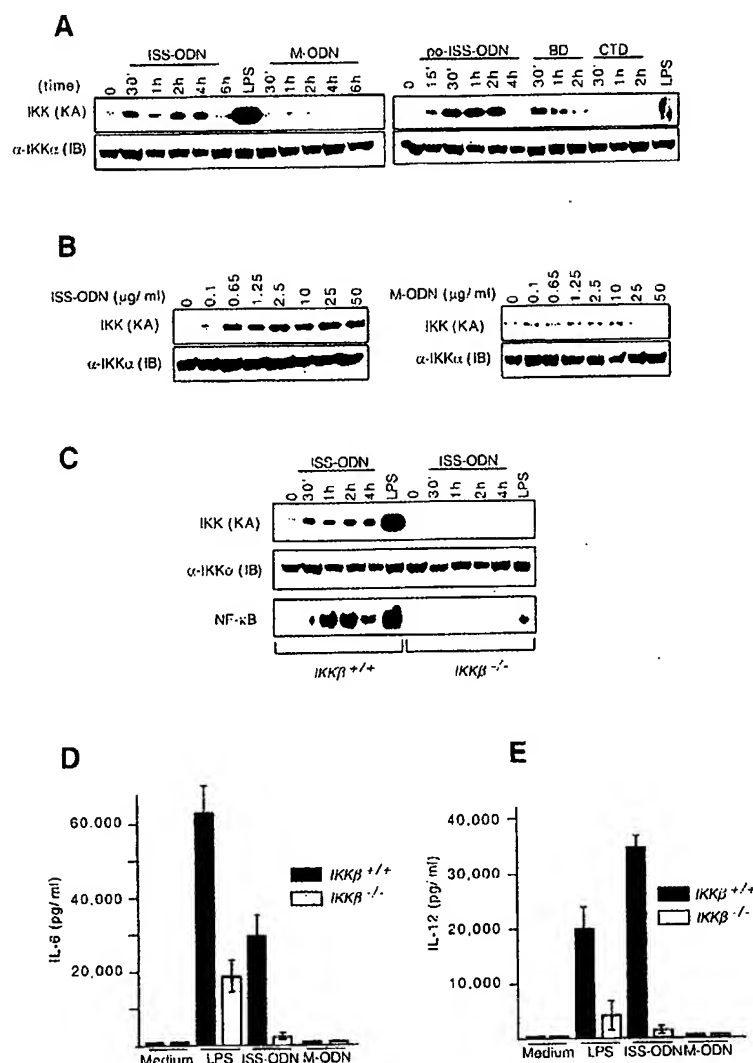 A
ISS-ODN M-ODN
(time) 0 30' 1h 2h 4h 6h LPS 30' 1h 2h 4h 6h
IKK (KA)
α-IKKα (IB)
po-ISS-ODN BD CTD
0 15' 30' 1h 2h 4h 30' 1h 2h 30' 1h 2h LPS
B
ISS-ODN (μg/ml) 0 0.1 0.65 1.25 2.5 10 25 50
IKK (KA)
α-IKKα (IB)
M-ODN (μg/ml) 0 0.1 0.65 1.25 2.5 10 25 50
IKK (KA)
α-IKKα (IB)
C
ISS-ODN ISS-ODN
0 30' 1h 2h 4h LPS 0 30' 1h 2h 4h LPS
IKK (KA)
α-IKKα (IB)
NF-κB
IKKβ +/+ IKKβ -/-
D
IL-6 (pg/ml)
60.000
40,000
20,000
IKKβ +/+
IKKβ -/-
Medium LPS ISS-ODN M-ODN
E
IL-12 (pg/ml)
40,000
30,000
20,000
10,000
IKKβ +/+
IKKβ -/-
Medium LPS ISS-ODN M-ODN